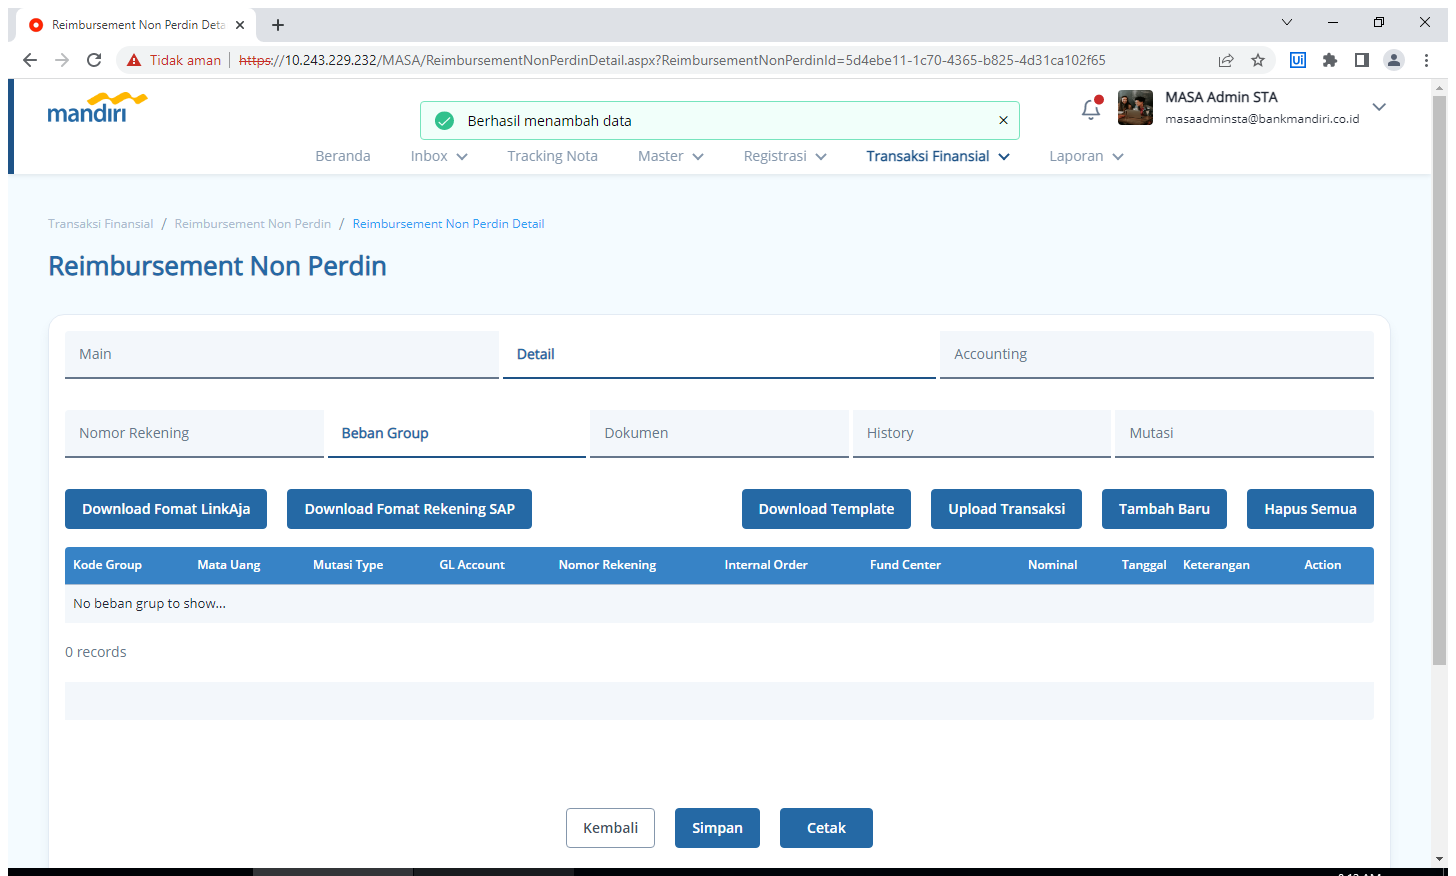 Reimbursement Non Perdin Deta
Tidak aman
https://10.243.229.232/MASA/ReimbursementNonPerdinDetail.aspx?ReimbursementNonPerdinId=5d4ebe11-1c70-4365-b825-4d31ca102f65
Ui
mandiri
Berhasil menambah data
MASA Admin STA
masaadminsta@bankmandiri.co.id
Beranda Inbox Tracking Nota Master Registrasi Transaksi Finansial Laporan
Transaksi Finansial / Reimbursement Non Perdin / Reimbursement Non Perdin Detail
Reimbursement Non Perdin
Main Detail Accounting
Nomor Rekening Beban Group Dokumen History Mutasi
Download Fomat LinkAja Download Fomat Rekening SAP Download Template Upload Transaksi Tambah Baru Hapus Semua
Kode Group Mata Uang Mutasi Type GL Account Nomor Rekening Internal Order Fund Center Nominal Tanggal Keterangan Action
No beban grup to show...
0 records
Kembali Simpan Cetak